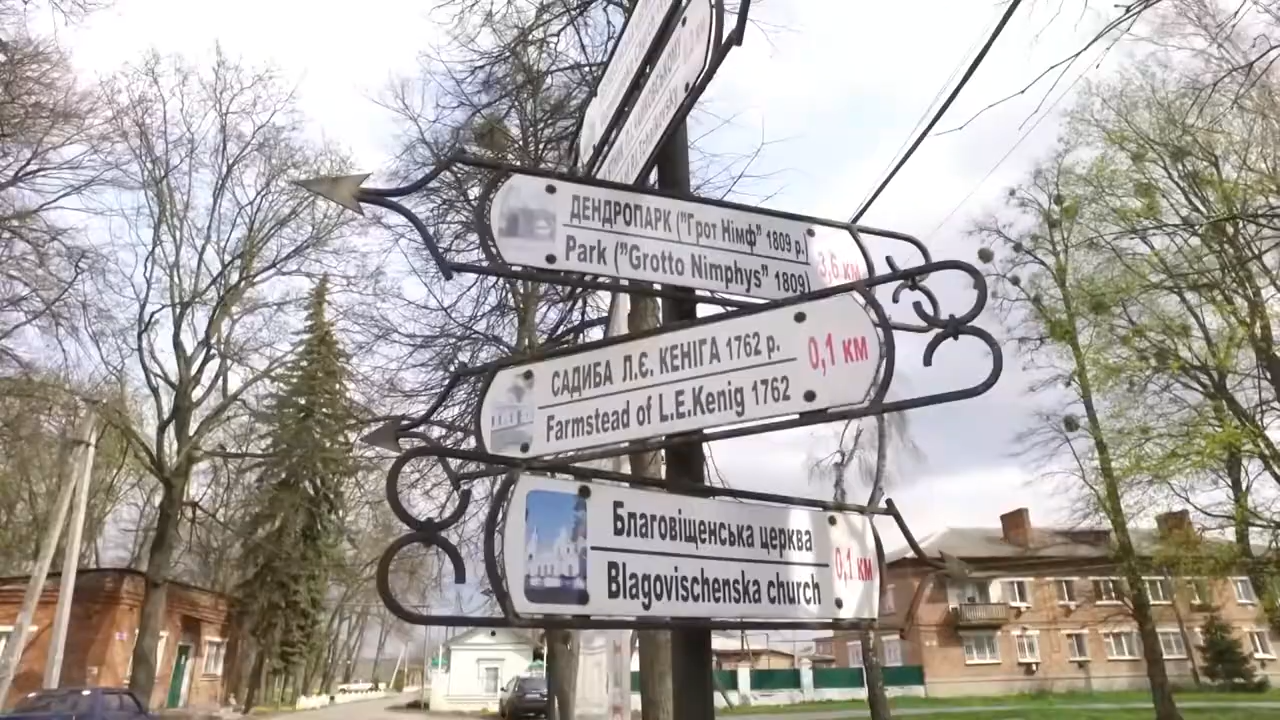 ДЕНДРОПАРК ("Грот Німф" 1809 р.)
Park ("Grotto Nimphys" 1809)
3,6 км
САДИБА Л.Є. КЕНІГА 1762 р.
Farmstead of L.E.Kenig 1762
0,1 км
Благовіщенська церква
Blagovischenska church
0,1 км